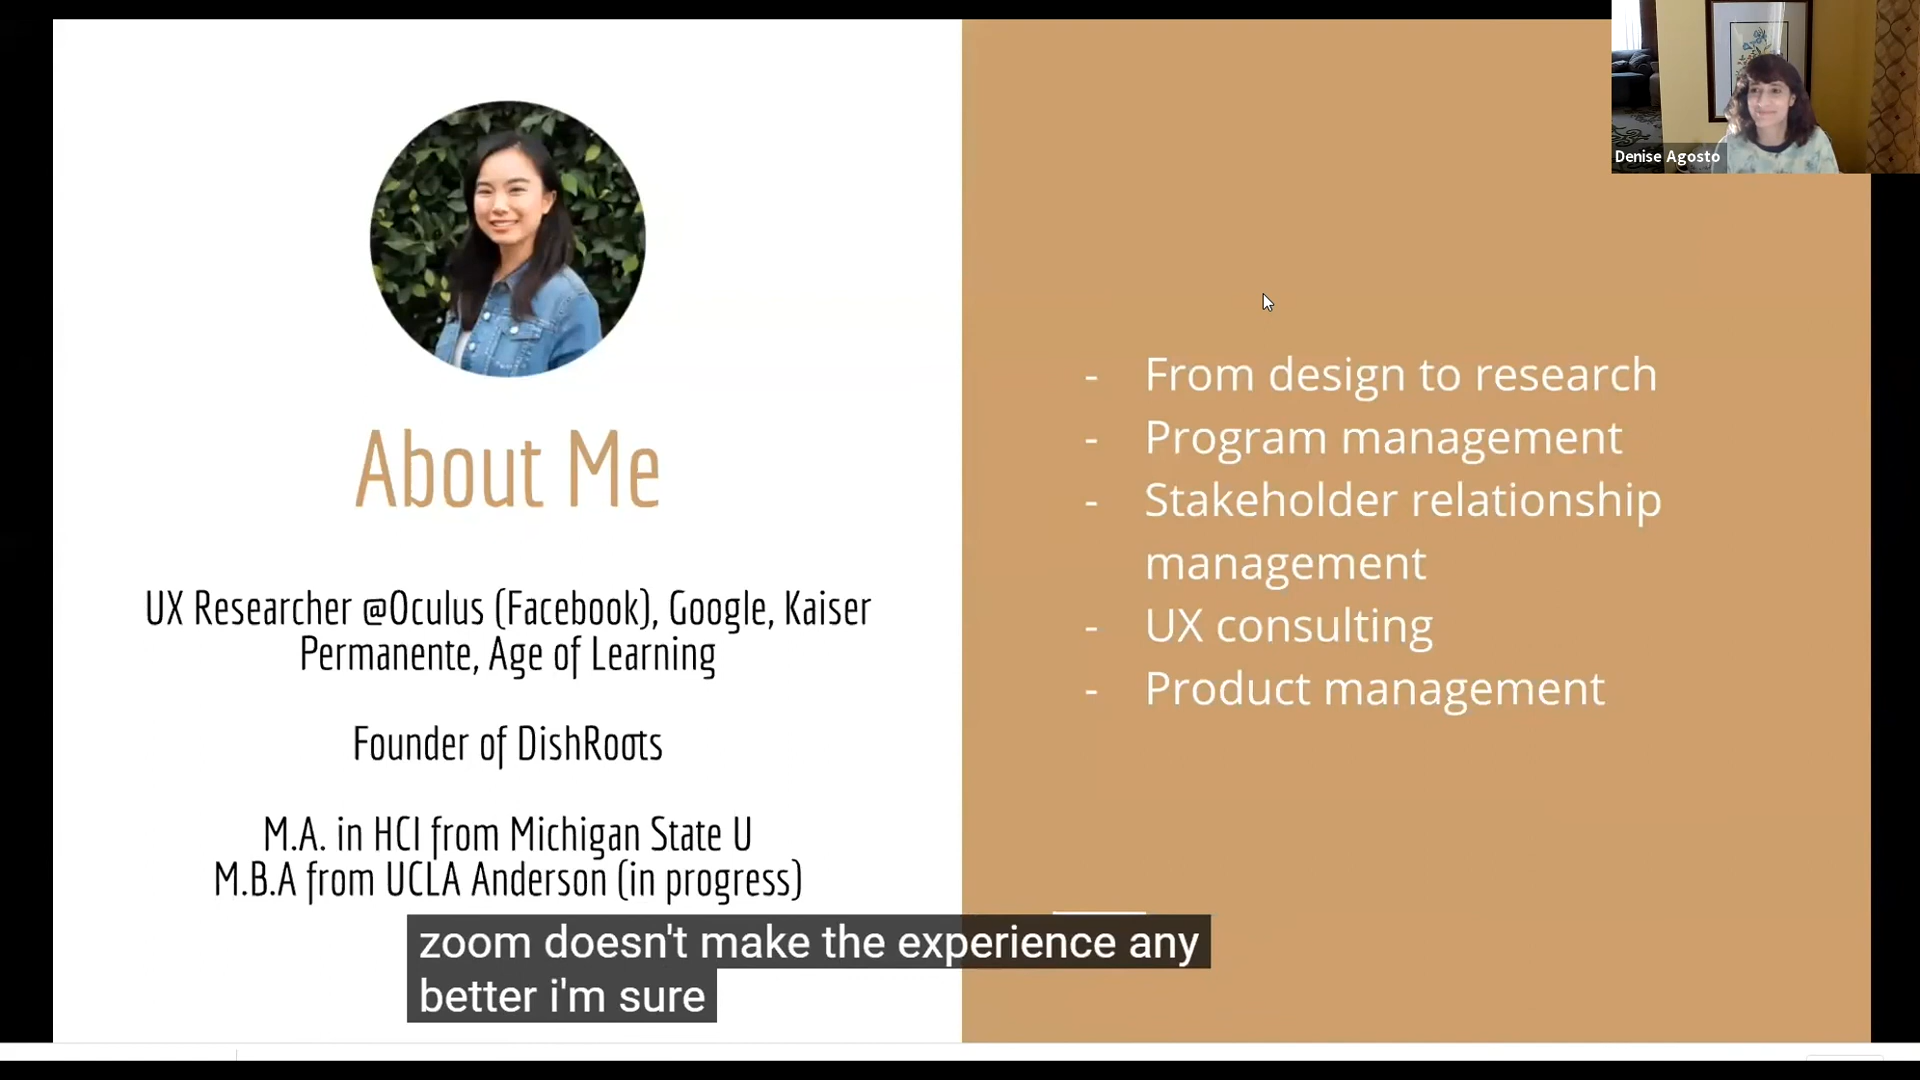 Denise Agosto
About Me
UX Researcher @Oculus (Facebook), Google, Kaiser
Permanente, Age of Learning
Founder of DishRoots
M.A. in HCI from Michigan State U
M.B.A from UCLA Anderson (in progress)
- From design to research
- Program management
- Stakeholder relationship
management
- UX consulting
- Product management
zoom doesn't make the experience any
better i'm sure